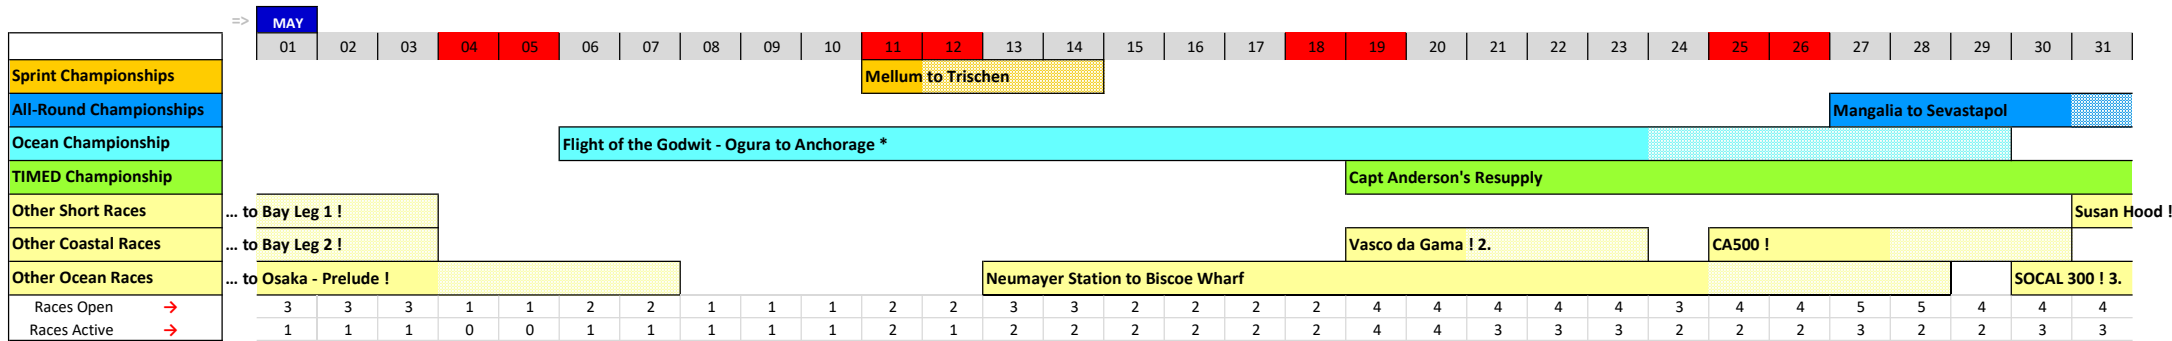 => MAY
01 02 03 04 05 06 07 08 09 10 11 12 13 14 15 16 17 18 19 20 21 22 23 24 25 26 27 28 29 30 31
Sprint Championships Mellum to Trischen
All-Round Championships Mangalia to Sevastapol
Ocean Championship Flight of the Godwit - Ogura to Anchorage *
TIMED Championship Capt Anderson's Resupply
Other Short Races ... to Bay Leg 1 ! Susan Hood !
Other Coastal Races ... to Bay Leg 2 ! Vasco da Gama ! 2. CA500 !
Other Ocean Races ... to Osaka - Prelude ! Neumayer Station to Biscoe Wharf SOCAL 300 ! 3.
Races Open → 3 3 3 1 1 2 2 1 1 1 2 2 3 3 2 2 2 2 4 4 4 4 4 3 4 4 5 5 4 4 4
Races Active → 1 1 1 0 0 1 1 1 1 1 2 1 2 2 2 2 2 2 4 4 3 3 3 2 2 2 3 2 2 3 3